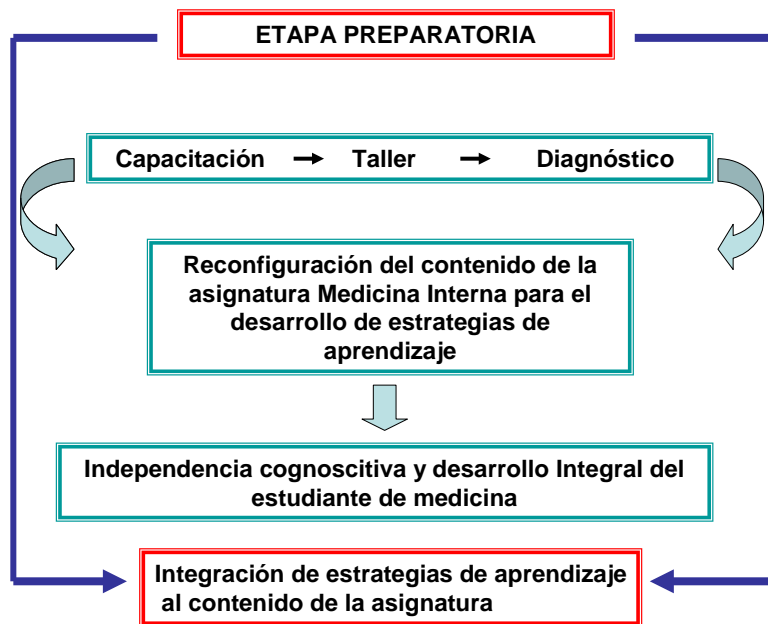 ETAPA PREPARATORIA
Capacitación → Taller → Diagnóstico
Reconfiguración del contenido de la
asignatura Medicina Interna para el
desarrollo de estrategias de
aprendizaje
Independencia cognoscitiva y desarrollo Integral del
estudiante de medicina
Integración de estrategias de aprendizaje
al contenido de la asignatura